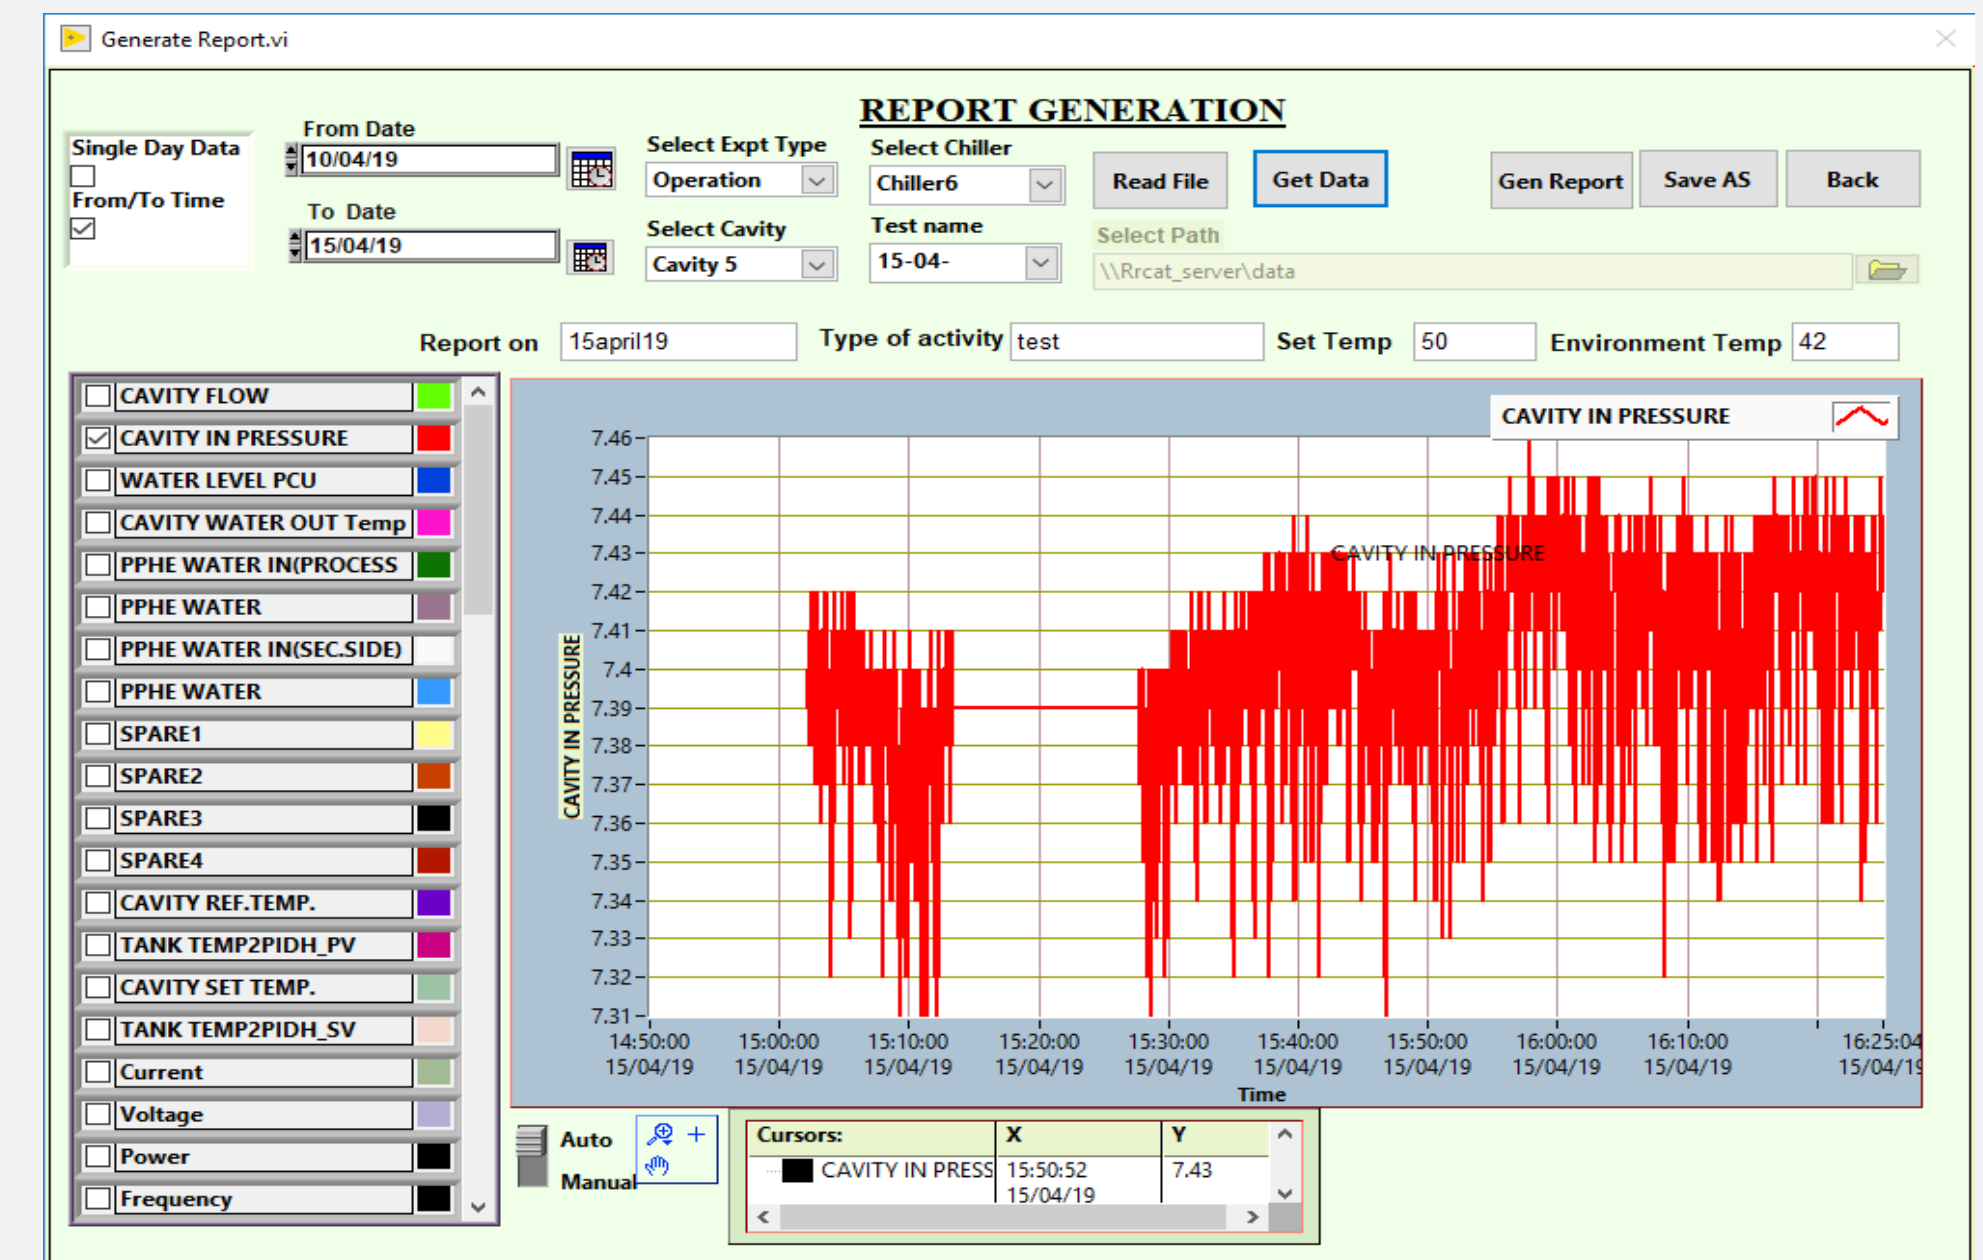 Generate Report.vi
REPORT GENERATION
Single Day Data
From/To Time
From Date
10/04/19
To Date
15/04/19
Select Expt Type
Operation
Select Cavity
Cavity 5
Select Chiller
Chiller6
Test name
15-04-
Read File
Get Data
Gen Report
Save AS
Back
Select Path
\\Rrcat_server\data
Report on 15april19 Type of activity test Set Temp 50 Environment Temp 42
CAVITY FLOW
CAVITY IN PRESSURE
WATER LEVEL PCU
CAVITY WATER OUT Temp
PPHE WATER IN(PROCESS
PPHE WATER
PPHE WATER IN(SEC.SIDE)
PPHE WATER
SPARE1
SPARE2
SPARE3
SPARE4
CAVITY REF.TEMP.
TANK TEMP2PIDH_PV
CAVITY SET TEMP.
TANK TEMP2PIDH_SV
Current
Voltage
Power
Frequency
CAVITY IN PRESSURE
CAVITY IN PRESSURE
7.46
7.45
7.44
7.43
7.42
7.41
7.4
7.39
7.38
7.37
7.36
7.35
7.34
7.33
7.32
7.31
CAVITY IN PRESSURE
14:50:00 15:00:00 15:10:00 15:20:00 15:30:00 15:40:00 15:50:00 16:00:00 16:10:00 16:25:04
15/04/19 15/04/19 15/04/19 15/04/19 15/04/19 15/04/19 15/04/19 15/04/19 15/04/19 15/04/19
Time
Auto
Manual
Cursors: X Y
CAVITY IN PRESS 15:50:52 7.43
15/04/19